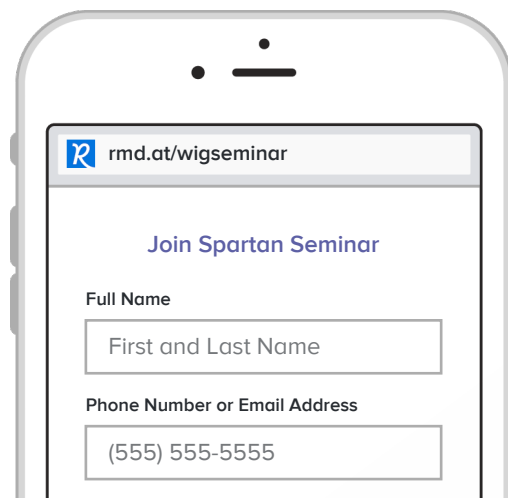 rmd.at/wigseminar
Join Spartan Seminar
Full Name
First and Last Name
Phone Number or Email Address
(555) 555-5555